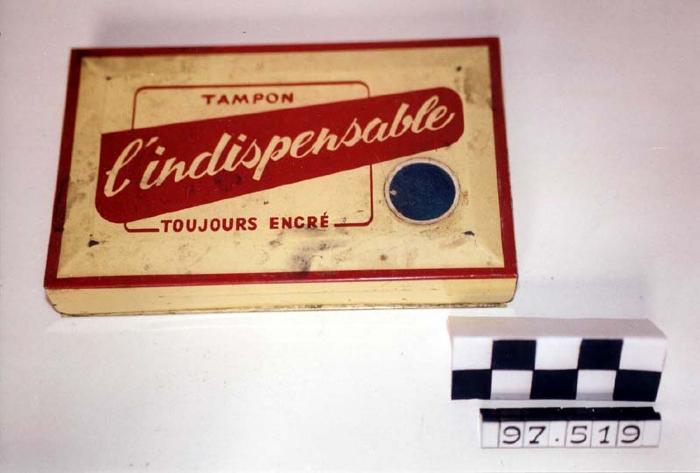 TAMPON
l'indispensable
TOUJOURS ENCRÉ
97.519